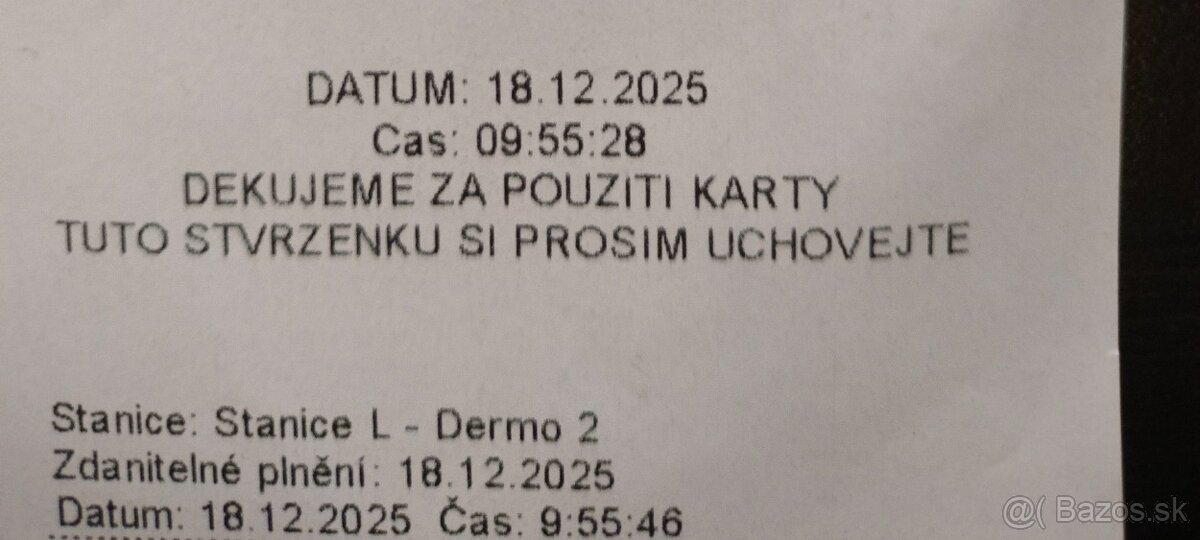 DATUM: 18.12.2025
Cas: 09:55:28
DEKUJEME ZA POUZITI KARTY
TUTO STVRZENKU SI PROSIM UCHOVEJTE
Stanice: Stanice L - Dermo 2
Zdanitelné plnění: 18.12.2025
Datum: 18.12.2025 Čas: 9:55:46
@( Bazos.sk